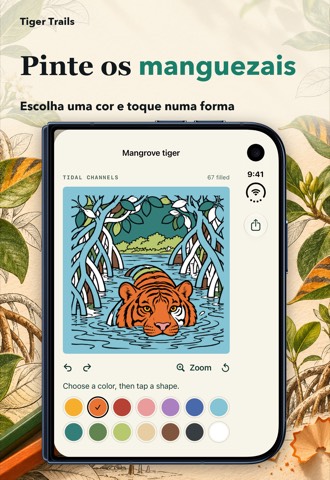 Tiger Trails
Pinte os manguezais
Escolha uma cor e toque numa forma
Mangrove tiger
9:41
TIDAL CHANNELS 67 filled
Zoom
Choose a color, then tap a shape.